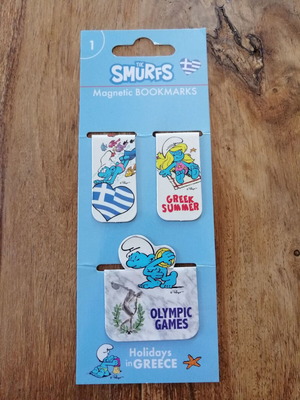 1
THE
SMURFS
Magnetic BOOKMARKS
GREEK
SUMMER
OLYMPIC
GAMES
Holidays
in GREECE